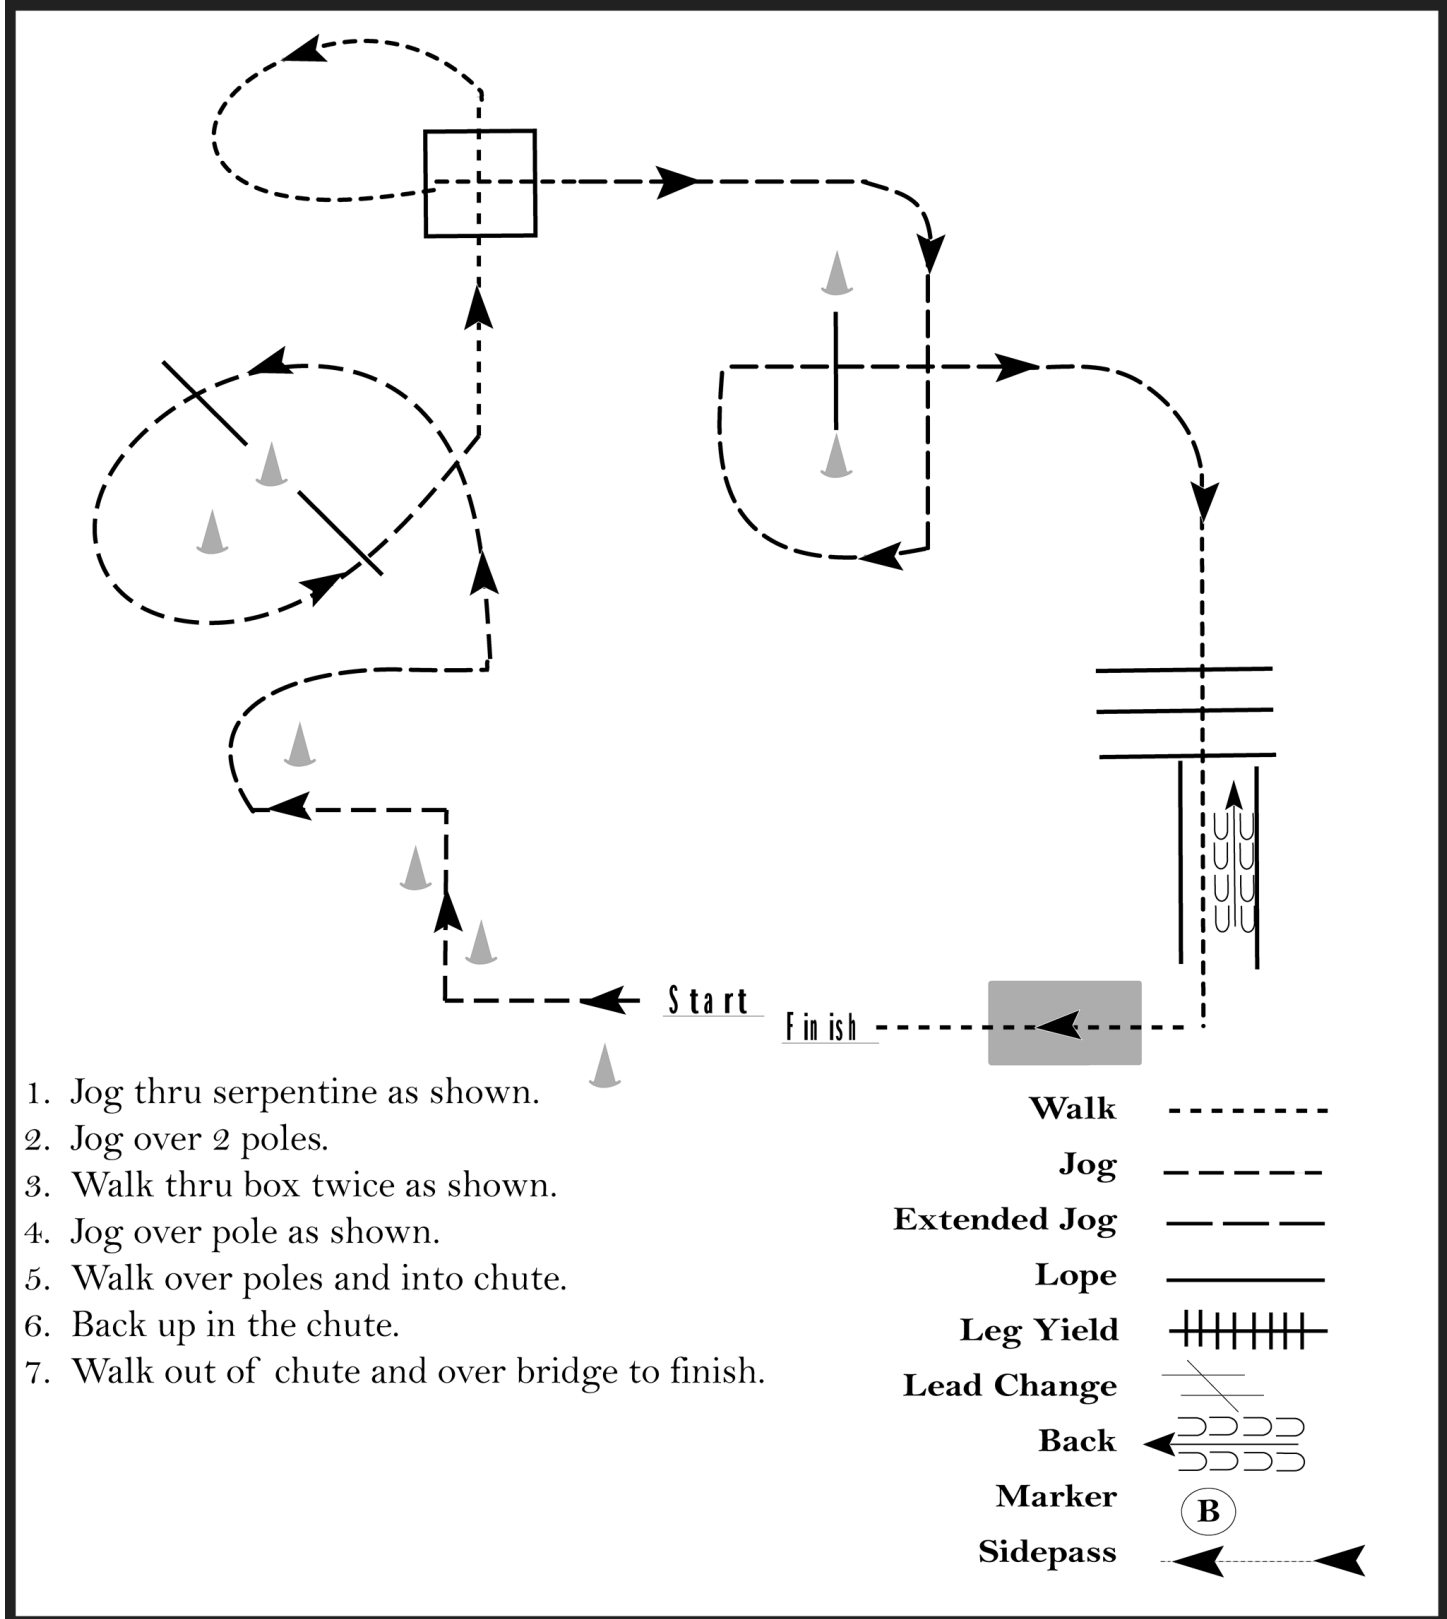 Start
Finish
1. Jog thru serpentine as shown.
2. Jog over 2 poles.
3. Walk thru box twice as shown.
4. Jog over pole as shown.
5. Walk over poles and into chute.
6. Back up in the chute.
7. Walk out of chute and over bridge to finish.
Walk
Jog
Extended Jog
Lope
Leg Yield
Lead Change
Back
Marker B
Sidepass